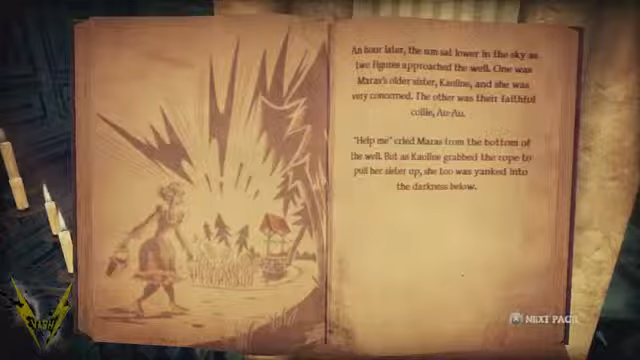 An hour later, the sun sat lower in the sky as
two figures approached the well. One was
Maras's older sister, Kaoline, and she was
very concerned. The other was their faithful
collie, Au-Au.
"Help me" cried Maras from the bottom of
the well. But as Kaoline grabbed the rope to
pull her sister up, she too was yanked into
the darkness below.
NEXT PAGE